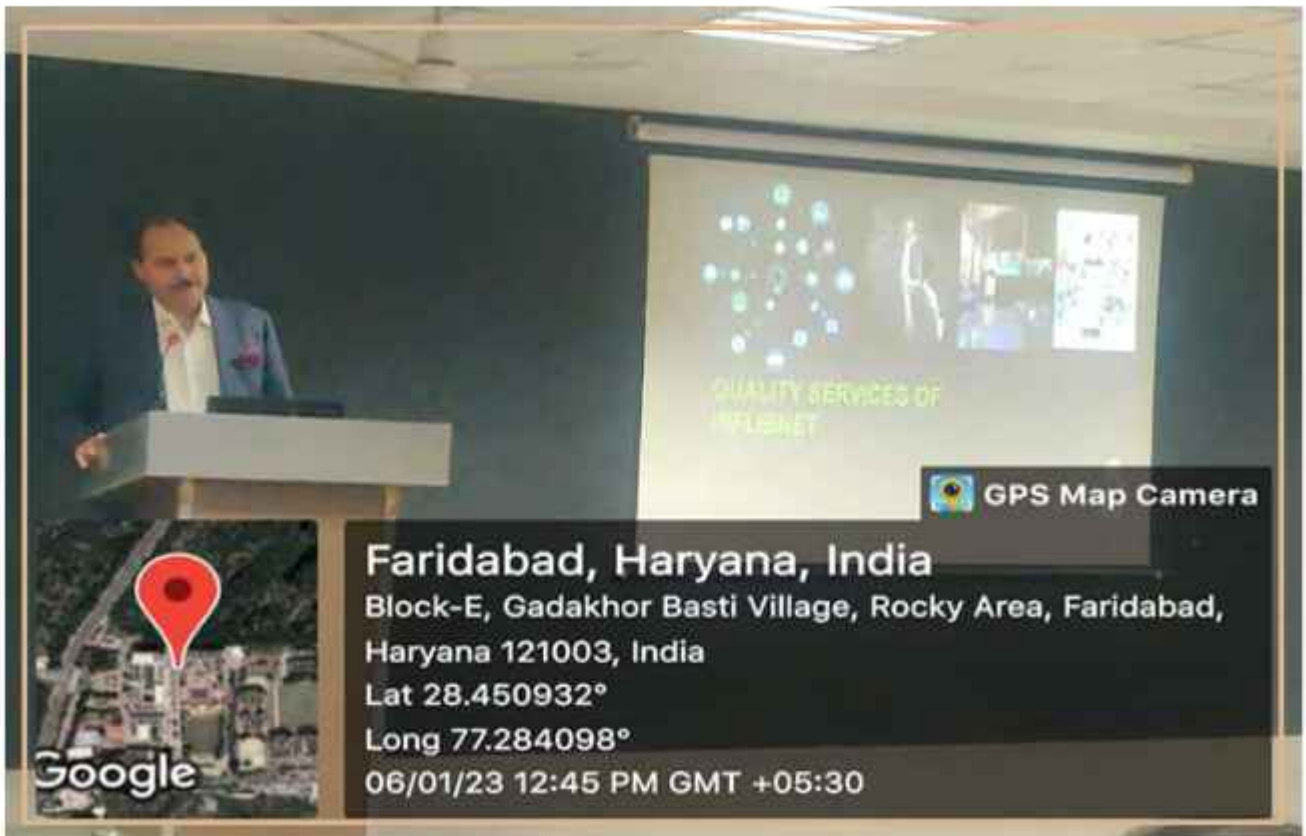 QUALITY SERVICES OF
INFLIBNET
GPS Map Camera
Faridabad, Haryana, India
Block-E, Gadakhor Basti Village, Rocky Area, Faridabad,
Haryana 121003, India
Lat 28.450932°
Long 77.284098°
06/01/23 12:45 PM GMT +05:30
Google